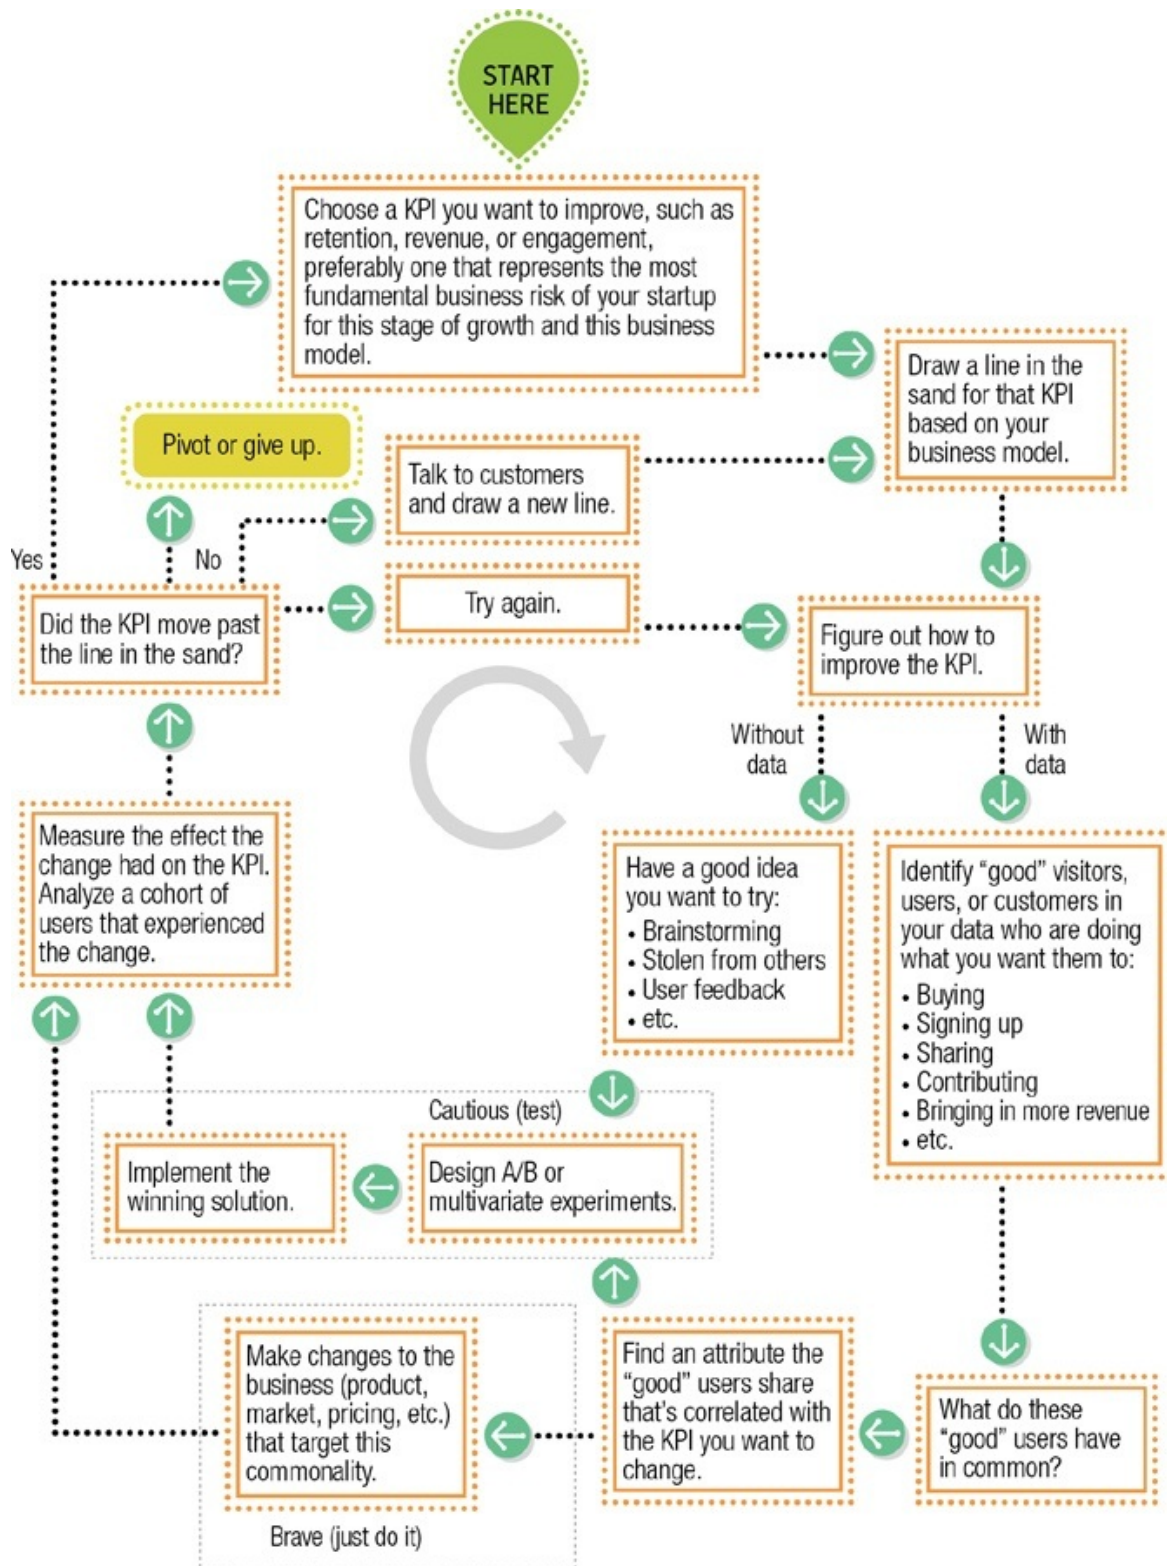 START
HERE
Choose a KPI you want to improve, such as
retention, revenue, or engagement,
preferably one that represents the most
fundamental business risk of your startup
for this stage of growth and this business
model.
Draw a line in the
sand for that KPI
based on your
business model.
Pivot or give up.
Talk to customers
and draw a new line.
Yes
No
Try again.
Did the KPI move past
the line in the sand?
Figure out how to
improve the KPI.
Without
data
With
data
Measure the effect the
change had on the KPI.
Analyze a cohort of
users that experienced
the change.
Have a good idea
you want to try:
• Brainstorming
• Stolen from others
• User feedback
• etc.
Identify “good” visitors,
users, or customers in
your data who are doing
what you want them to:
• Buying
• Signing up
• Sharing
• Contributing
• Bringing in more revenue
• etc.
Cautious (test)
Implement the
winning solution.
Design A/B or
multivariate experiments.
Make changes to the
business (product,
market, pricing, etc.)
that target this
commonality.
Find an attribute the
“good” users share
that’s correlated with
the KPI you want to
change.
What do these
“good” users have
in common?
Brave (just do it)